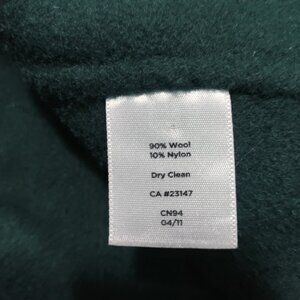 90% Wool
10% Nylon
Dry Clean
CA #23147
CN94
04/11